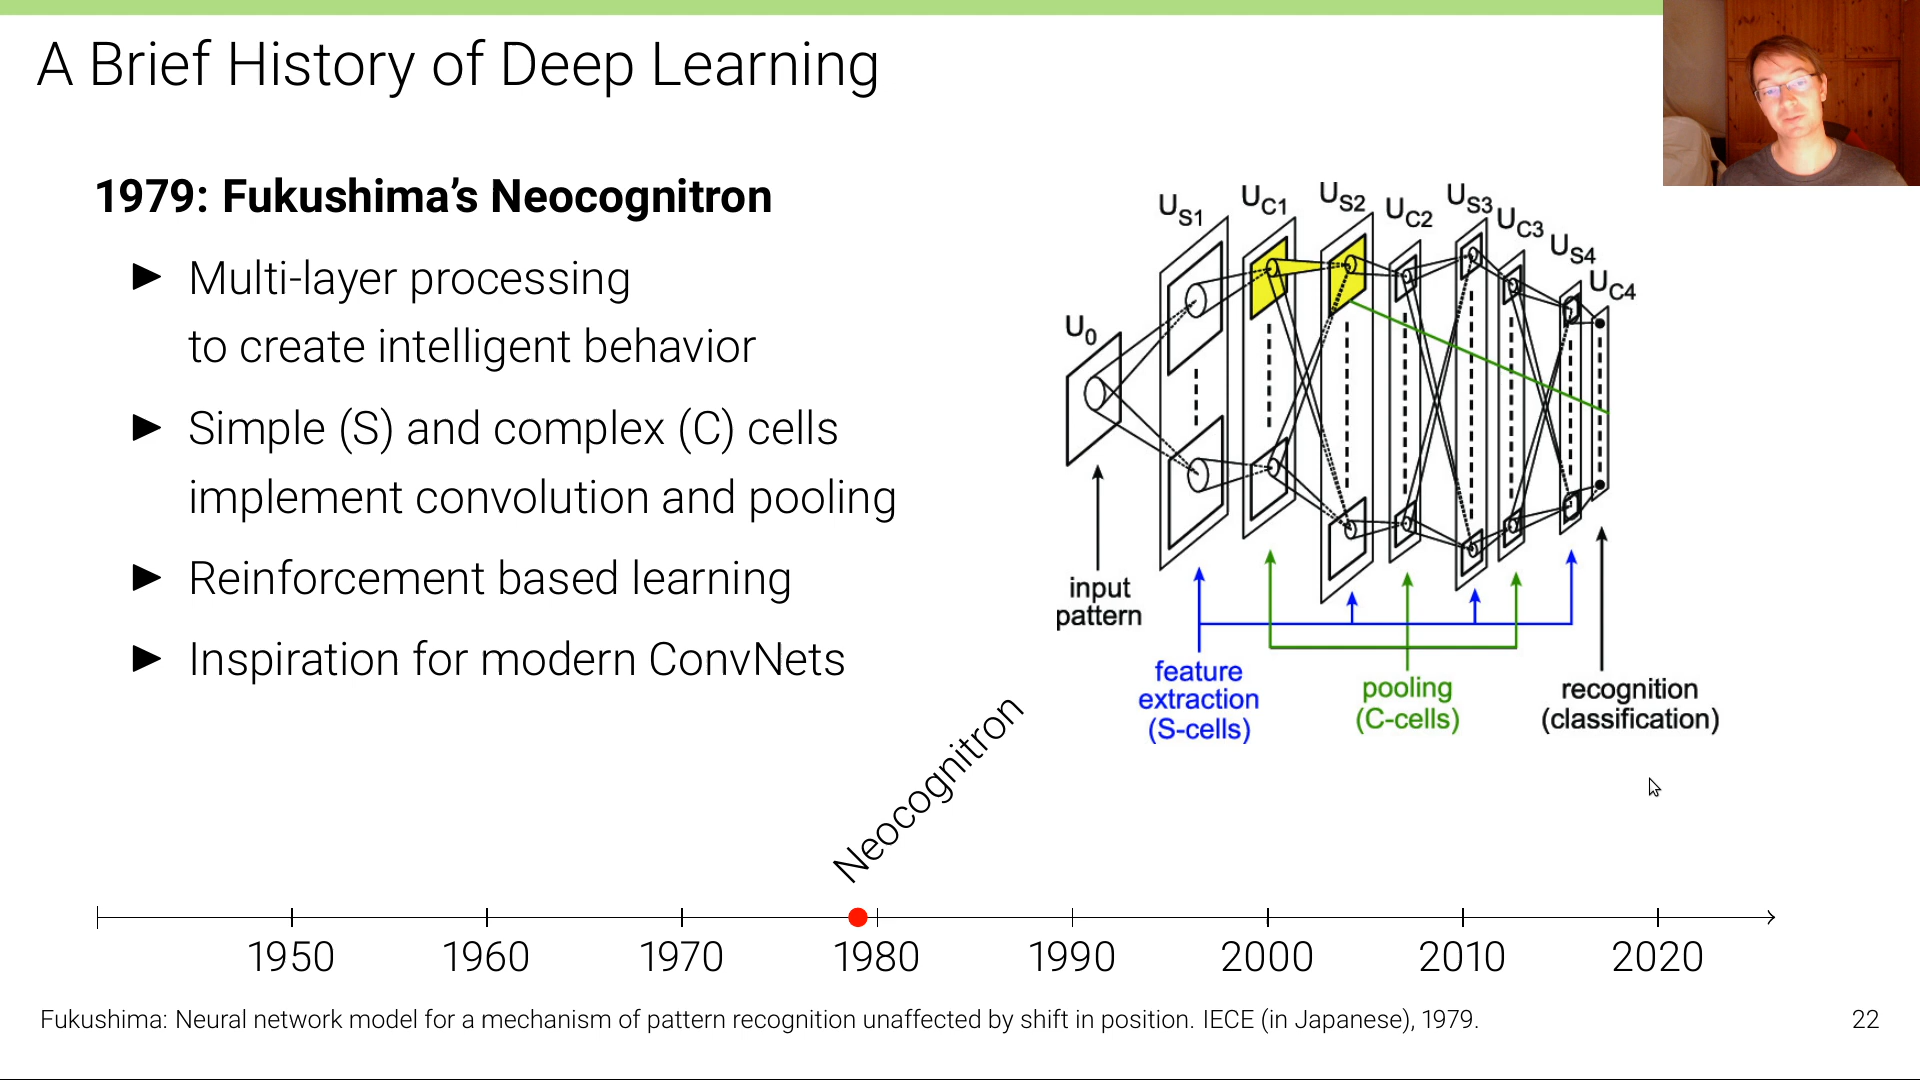 A Brief History of Deep Learning
1979: Fukushima’s Neocognitron
► Multi-layer processing
to create intelligent behavior
► Simple (S) and complex (C) cells
implement convolution and pooling
► Reinforcement based learning
► Inspiration for modern ConvNets
U0
US1
UC1
US2
UC2
US3
UC3
US4
UC4
input
pattern
feature
extraction
(S-cells)
pooling
(C-cells)
recognition
(classification)
Neocognitron
1950 1960 1970 1980 1990 2000 2010 2020
Fukushima: Neural network model for a mechanism of pattern recognition unaffected by shift in position. IECE (in Japanese), 1979.
22